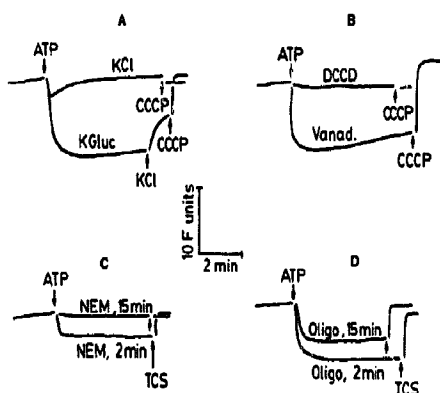 A
ATP
KCl
CCCP
KGluc
CCCP
KCl
B
ATP
DCCD
CCCP
Vanad.
CCCP
10 F units
2 min
C
ATP
NEM, 15min
NEM, 2min
TCS
D
ATP
Oligo, 15min
Oligo, 2min
TCS